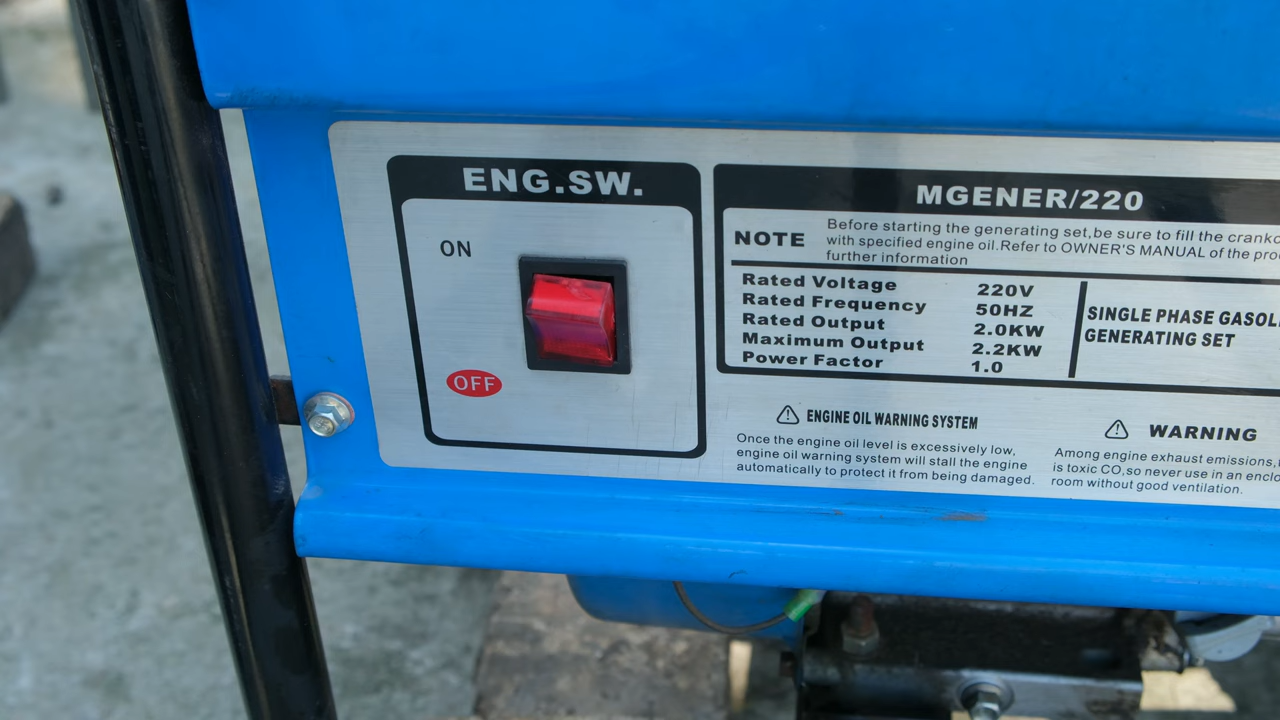 ENG.SW.
ON
OFF
MGENER/220
NOTE
Before starting the generating set,be sure to fill the
with specified engine oil.Refer to OWNER'S MANUAL of the
further information
Rated Voltage 220V
Rated Frequency 50HZ
Rated Output 2.0KW
Maximum Output 2.2KW
Power Factor 1.0
SINGLE PHASE
GENERATING SET
ENGINE OIL WARNING SYSTEM
Once the engine oil level is excessively low,
engine oil warning system will stall the engine
automatically to protect it from being damaged.
WARNING
Among engine exhaust emissions,
is toxic CO,so never use in an
room without good ventilation.